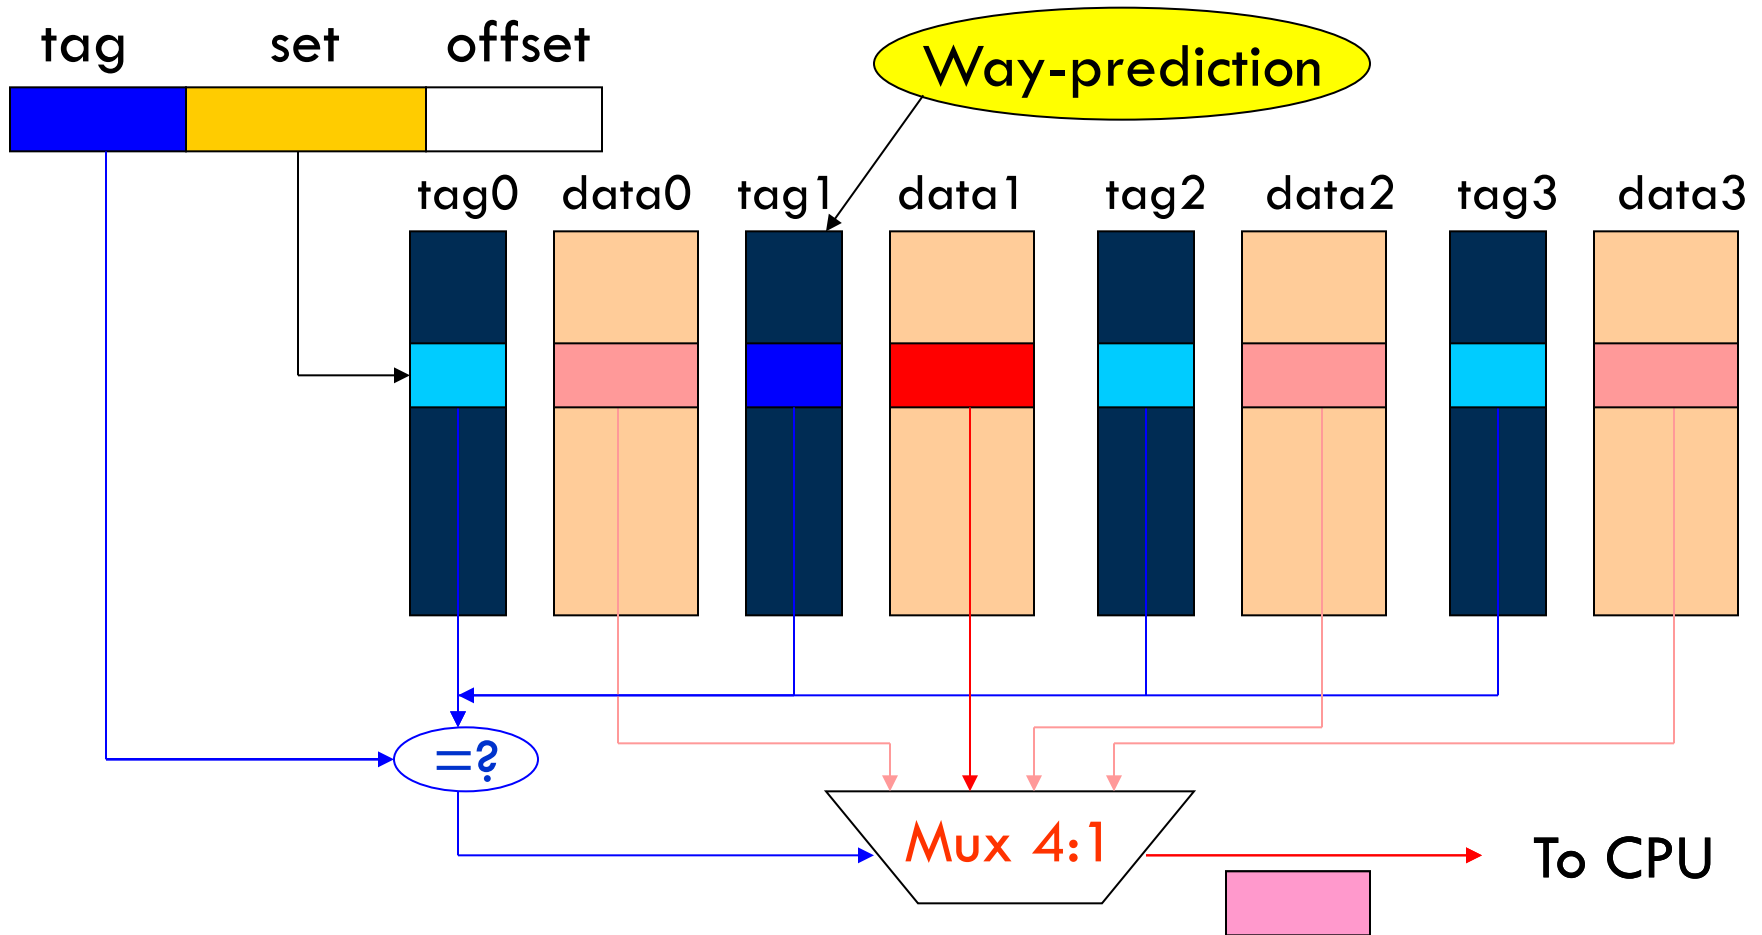 tag set offset
Way-prediction
tag0 data0 tag1 data1 tag2 data2 tag3 data3
=?
Mux 4:1
To CPU